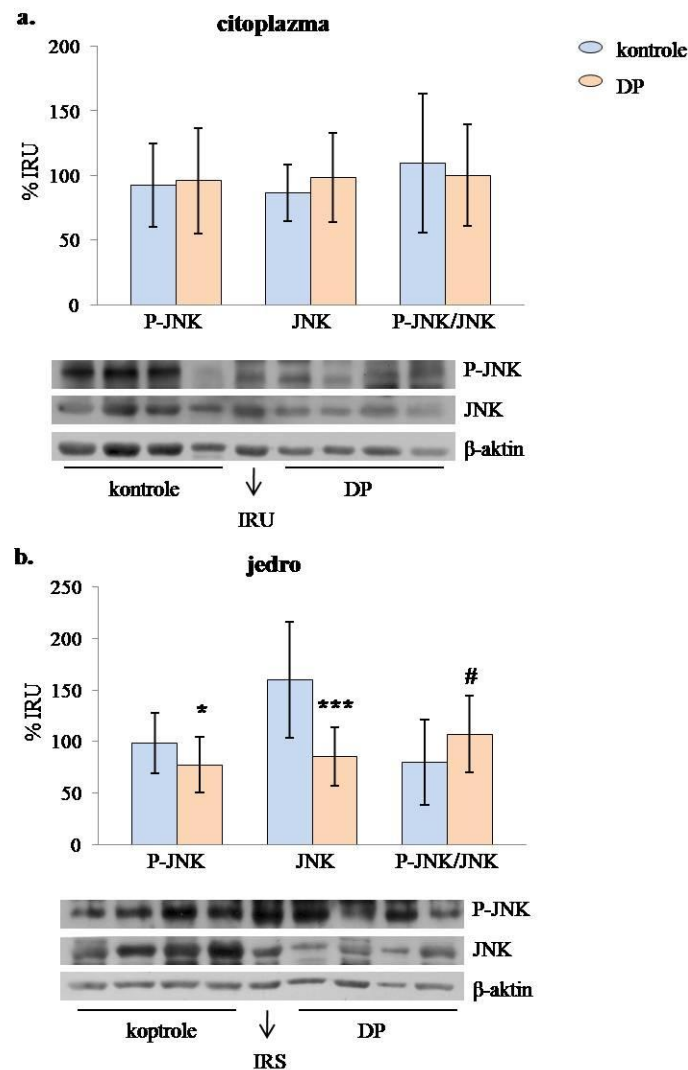 a.
citoplazma
kontrole
DP
200
150
100
50
0
% IRU
P-JNK JNK P-JNK/JNK
P-JNK
JNK
β-aktin
kontrole DP
IRU
b.
jedro
250
200
150
100
50
0
% IRU
* *** #
P-JNK JNK P-JNK/JNK
P-JNK
JNK
β-aktin
koptrole DP
IRS